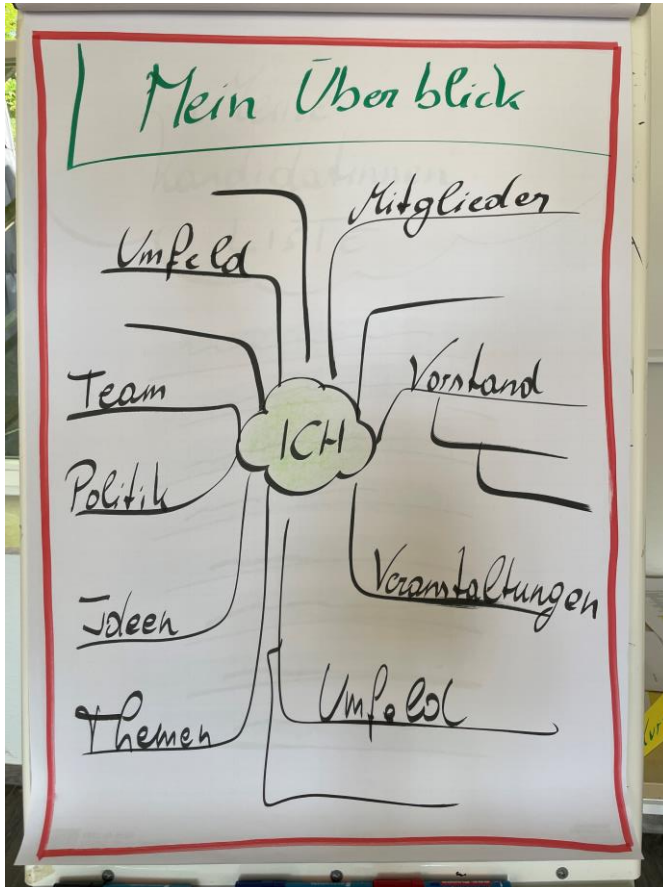 Mein Überblick
Mitglieder
Umfeld
Vorstand
Team
ICH
Politik
Veranstaltungen
Ideen
Umfeld
Themen